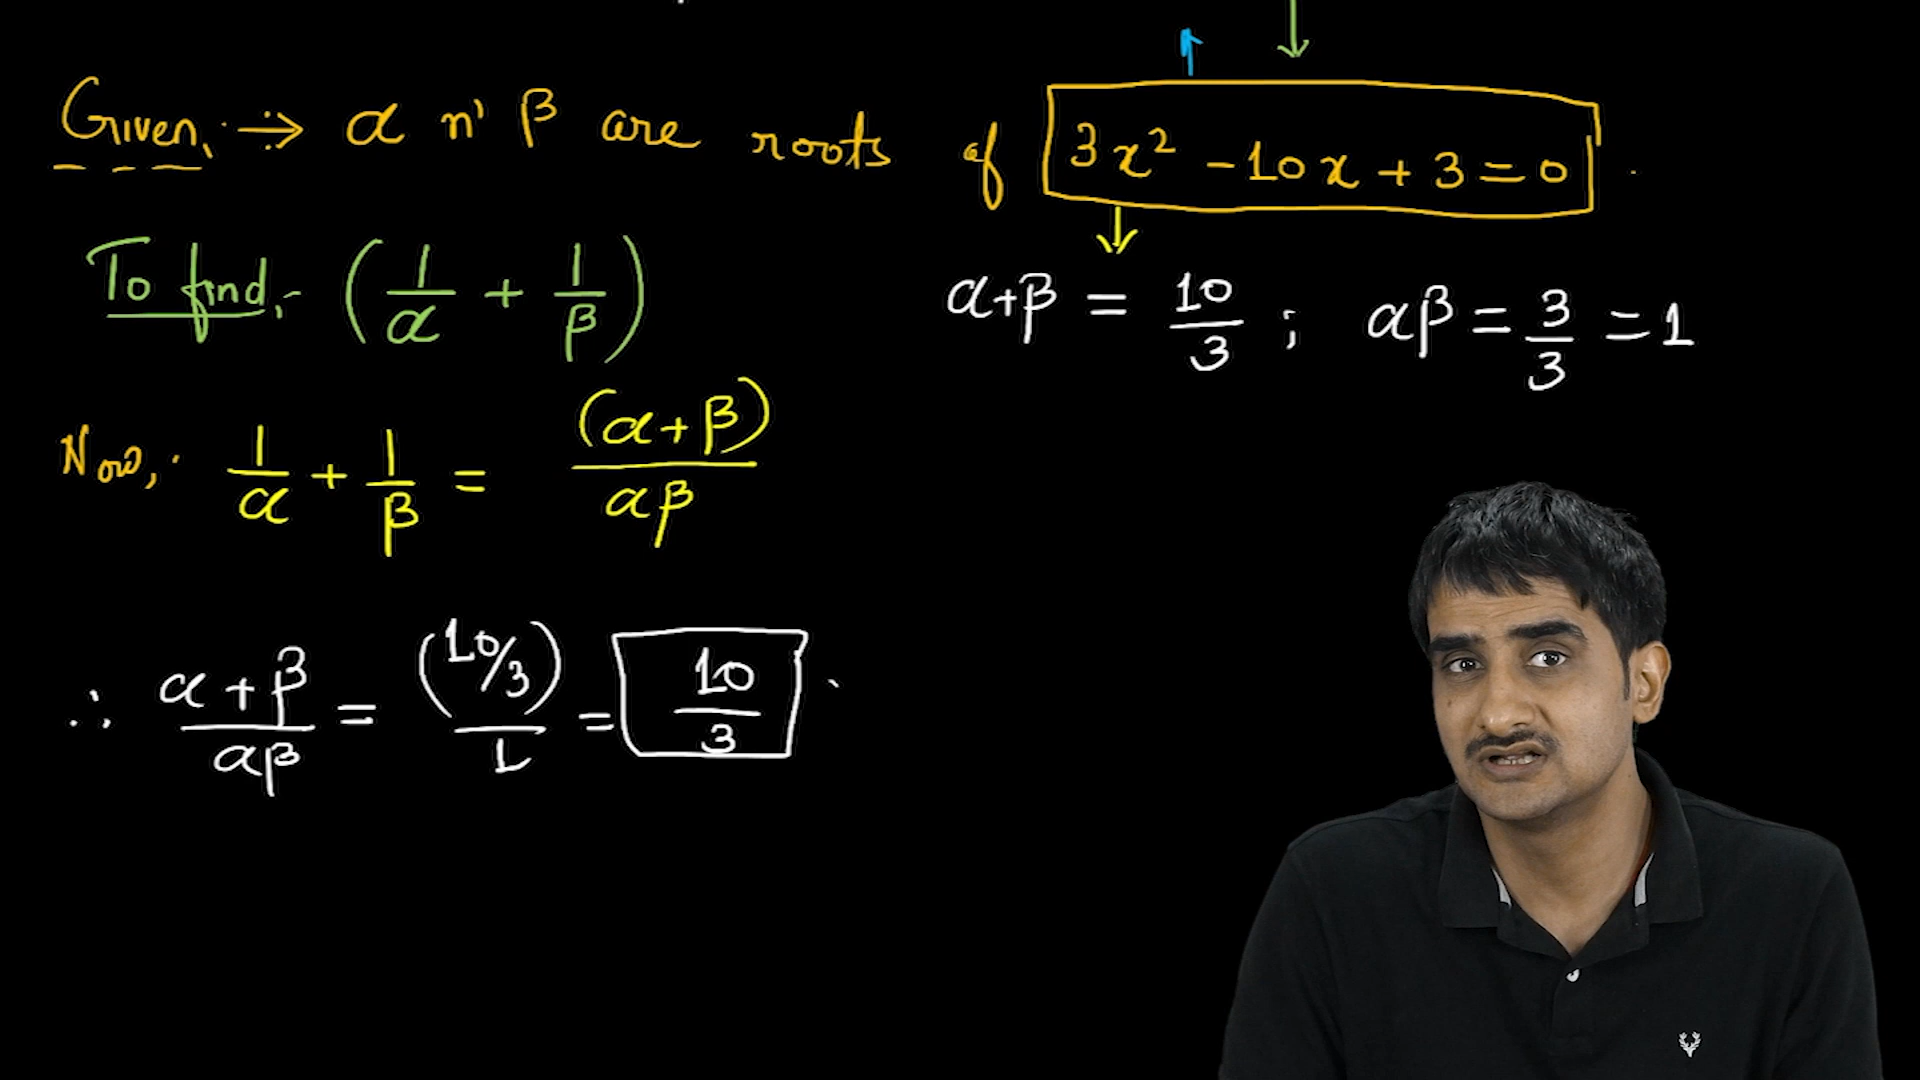 Given, :→ α n' β are roots of 3x² - 10x + 3 = 0 .
To find,- (1/α + 1/β)
α+β = 10/3 ; αβ = 3/3 = 1
Now, 1/α + 1/β = (α+β)/αβ
∴ α+β/αβ = (10/3)/1 = 10/3 .